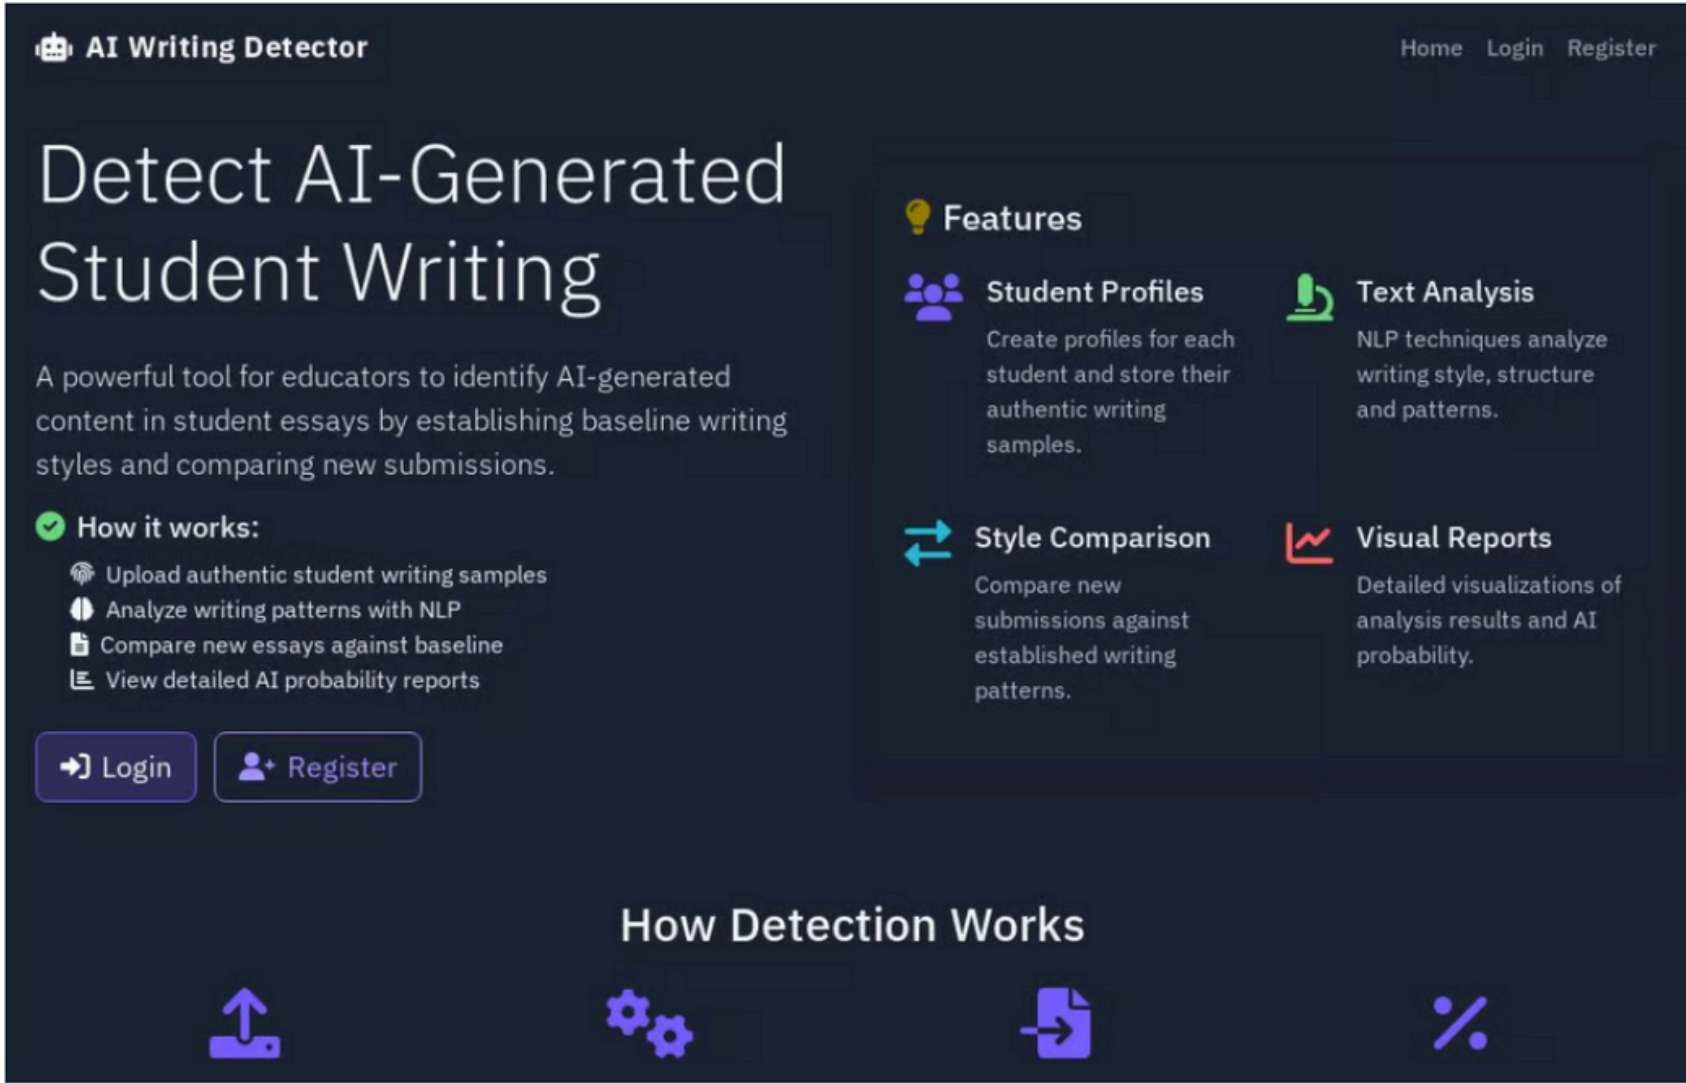 AI Writing Detector
Home Login Register
Detect AI-Generated
Student Writing
A powerful tool for educators to identify AI-generated
content in student essays by establishing baseline writing
styles and comparing new submissions.
How it works:
Upload authentic student writing samples
Analyze writing patterns with NLP
Compare new essays against baseline
View detailed AI probability reports
Login Register
Features
Student Profiles
Create profiles for each
student and store their
authentic writing
samples.
Text Analysis
NLP techniques analyze
writing style, structure
and patterns.
Style Comparison
Compare new
submissions against
established writing
patterns.
Visual Reports
Detailed visualizations of
analysis results and AI
probability.
How Detection Works